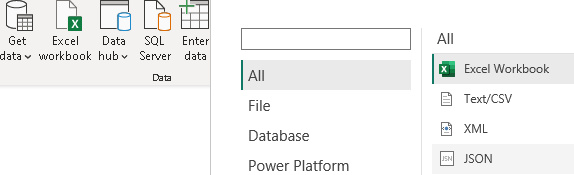 Get data
Excel workbook
Data hub
SQL Server
Enter data
Data
All
File
Database
Power Platform
All
Excel Workbook
Text/CSV
XML
JSN JSON